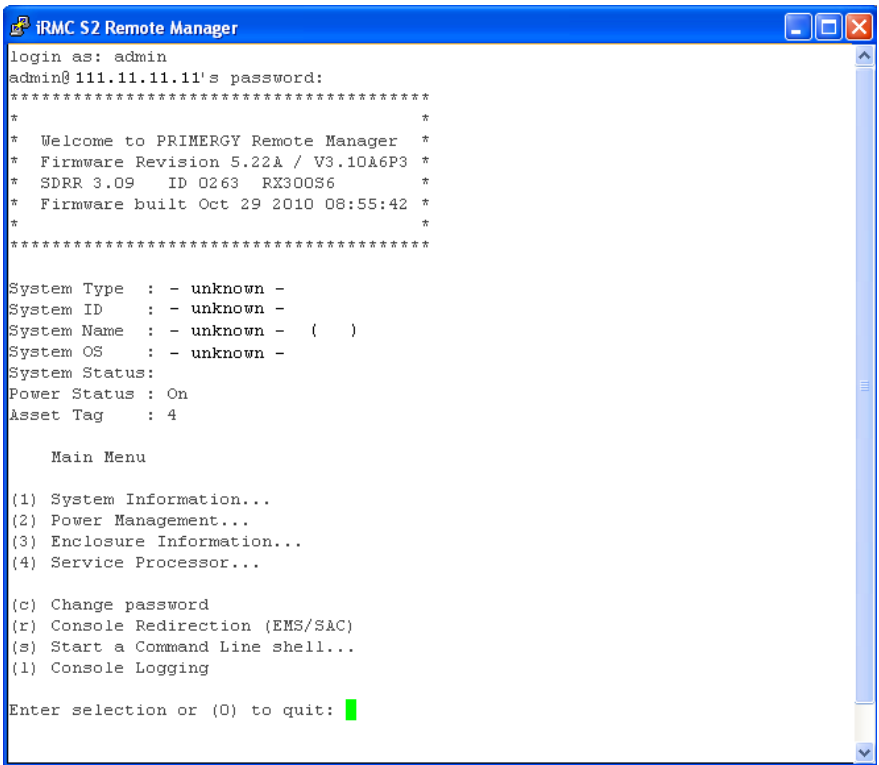 iRMC S2 Remote Manager
login as: admin
admin@111.11.11.11's password:
****************************************
*                                      *
*  Welcome to PRIMERGY Remote Manager  *
*  Firmware Revision 5.22A / V3.10A6P3 *
*  SDRR 3.09   ID 0263  RX300S6        *
*  Firmware built Oct 29 2010 08:55:42 *
*                                      *
****************************************
System Type  : - unknown -
System ID    : - unknown -
System Name  : - unknown -  (   )
System OS    : - unknown -
System Status:
Power Status : On
Asset Tag    : 4
Main Menu
(1) System Information...
(2) Power Management...
(3) Enclosure Information...
(4) Service Processor...
(c) Change password
(r) Console Redirection (EMS/SAC)
(s) Start a Command Line shell...
(l) Console Logging
Enter selection or (0) to quit: